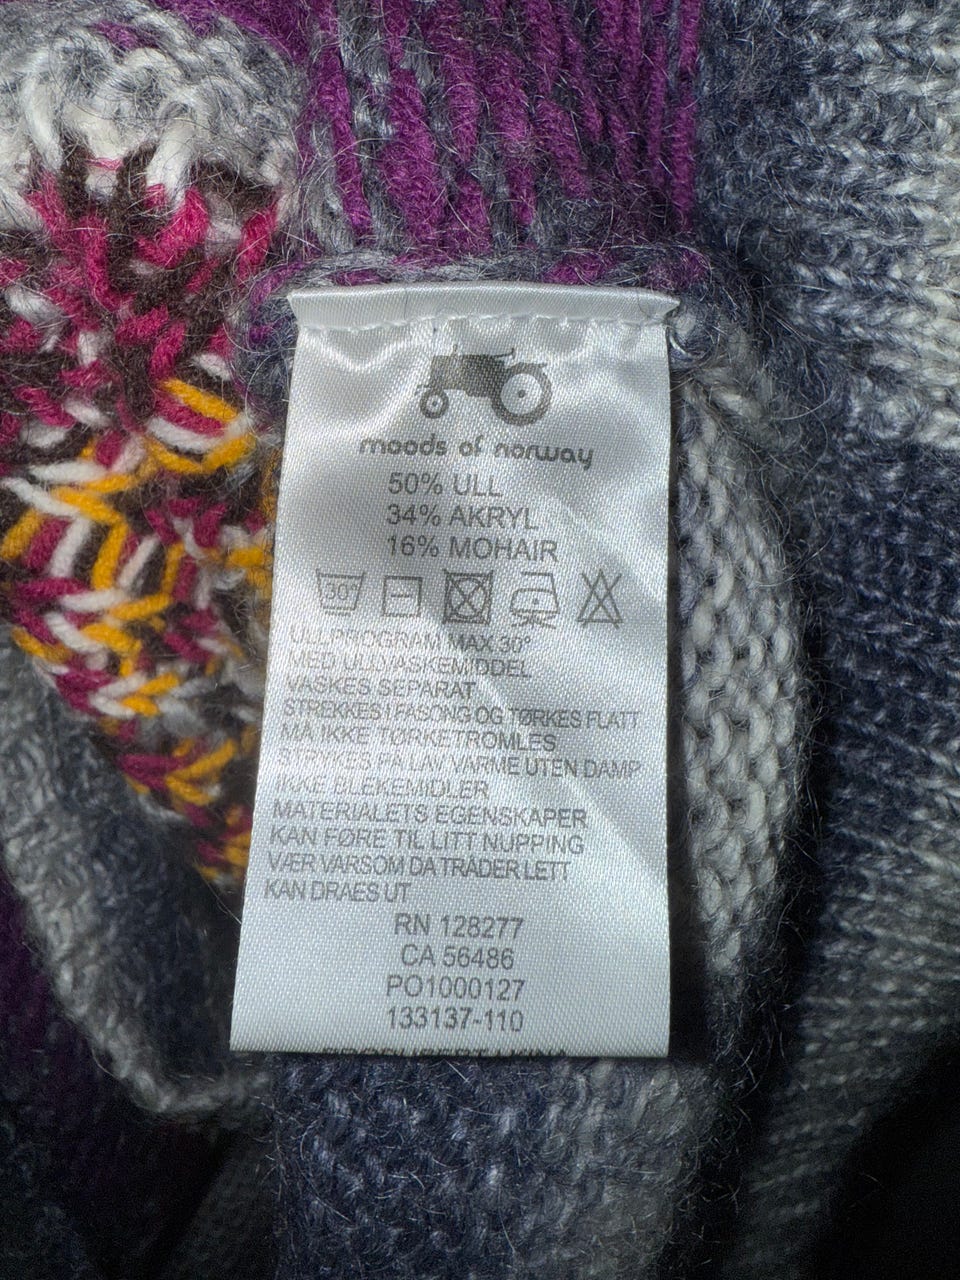 moods of norway
50% ULL
34% AKRYL
16% MOHAIR
30°
ULLPROGRAM MAX 30°
MED ULLVASKEMIDDEL
VASKES SEPARAT
STREKKES I FASONG OG TØRKES FLATT
MÅ IKKE TØRKETROMLES
STRYKES PÅ LAV VARME UTEN DAMP
IKKE BLEKEMIDLER
MATERIALETS EGENSKAPER
KAN FØRE TIL LITT NUPPING
VÆR VARSOM DA TRÅDER LETT
KAN DRAES UT
RN 128277
CA 56486
PO1000127
133137-110